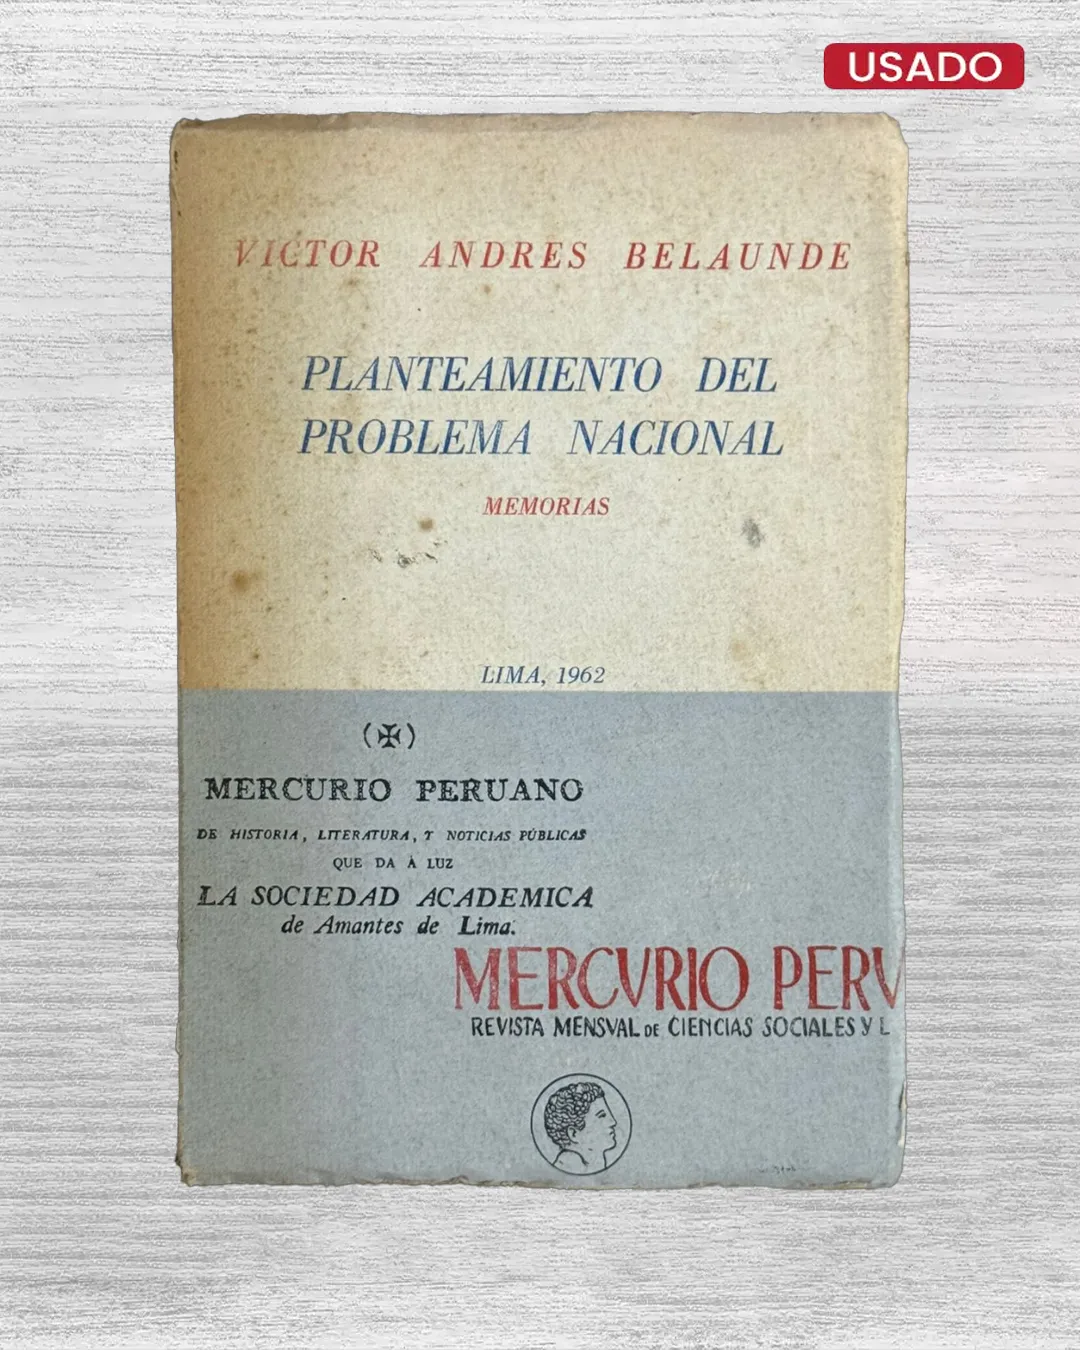 USADO
VICTOR ANDRES BELAUNDE
PLANTEAMIENTO DEL
PROBLEMA NACIONAL
MEMORIAS
LIMA, 1962
(✠)
MERCURIO PERUANO
DE HISTORIA, LITERATURA, Y NOTICIAS PÚBLICAS
QUE DA À LUZ
LA SOCIEDAD ACADEMICA
de Amantes de Lima.
MERCVRIO PERV
REVISTA MENSVAL DE CIENCIAS SOCIALES Y L